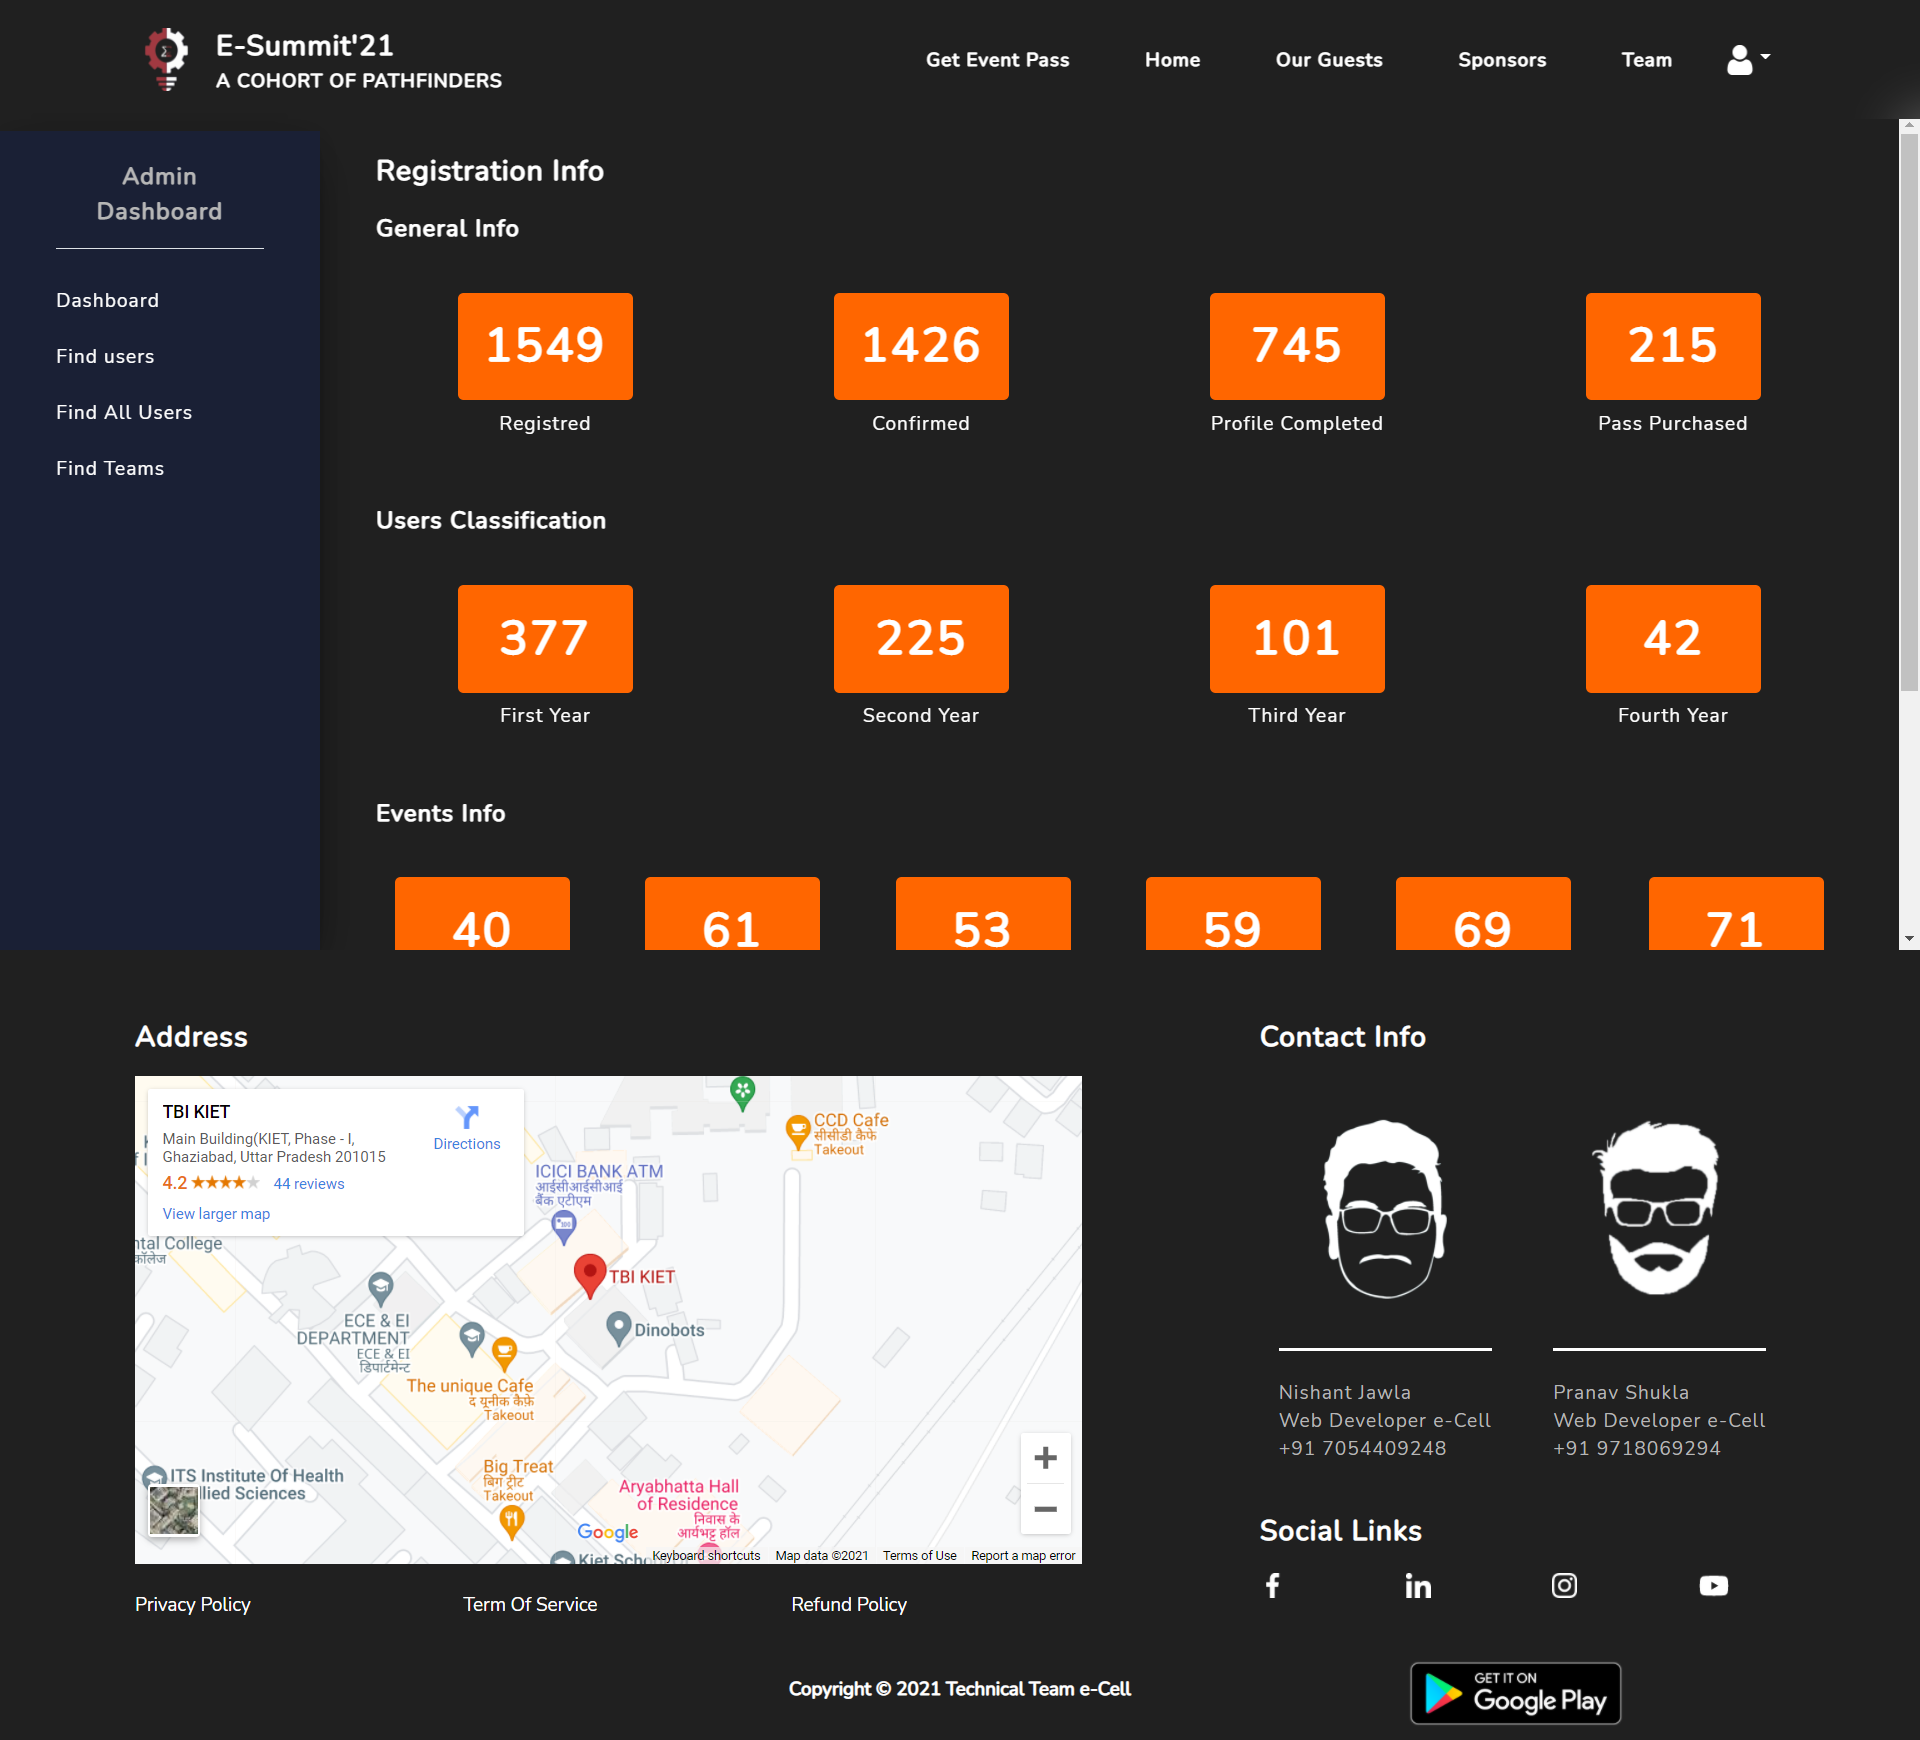 E-Summit'21
A COHORT OF PATHFINDERS
Get Event Pass
Home
Our Guests
Sponsors
Team
Admin
Dashboard
Dashboard
Find users
Find All Users
Find Teams
Registration Info
General Info
1549
1426
745
215
Registred
Confirmed
Profile Completed
Pass Purchased
Users Classification
377
225
101
42
First Year
Second Year
Third Year
Fourth Year
Events Info
40
61
53
59
69
71
Address
TBI KIET
Main Building(KIET, Phase - I,
Ghaziabad, Uttar Pradesh 201015
4.2
44 reviews
View larger map
Directions
CCD Cafe
सीसीडी कैफे
Takeout
ICICI BANK ATM
आईसीआईसीआई
बैंक एटीएम
ntal College
कॉलेज
TBI KIET
Dinobots
ECE & EI
DEPARTMENT
ECE & EI
डिपार्टमेन्ट
The unique Cafe
द यूनीक कैफ़े
Takeout
Big Treat
बिग ट्रीट
Takeout
ITS Institute Of Health
llied Sciences
Aryabhatta Hall
of Residence
निवास के
आर्यभट्ट हॉल
Google
Kiet Scho
Keyboard shortcuts
Map data ©2021
Terms of Use
Report a map error
Privacy Policy
Term Of Service
Refund Policy
Contact Info
Nishant Jawla
Web Developer e-Cell
+91 7054409248
Pranav Shukla
Web Developer e-Cell
+91 9718069294
Social Links
Copyright © 2021 Technical Team e-Cell
GET IT ON
Google Play